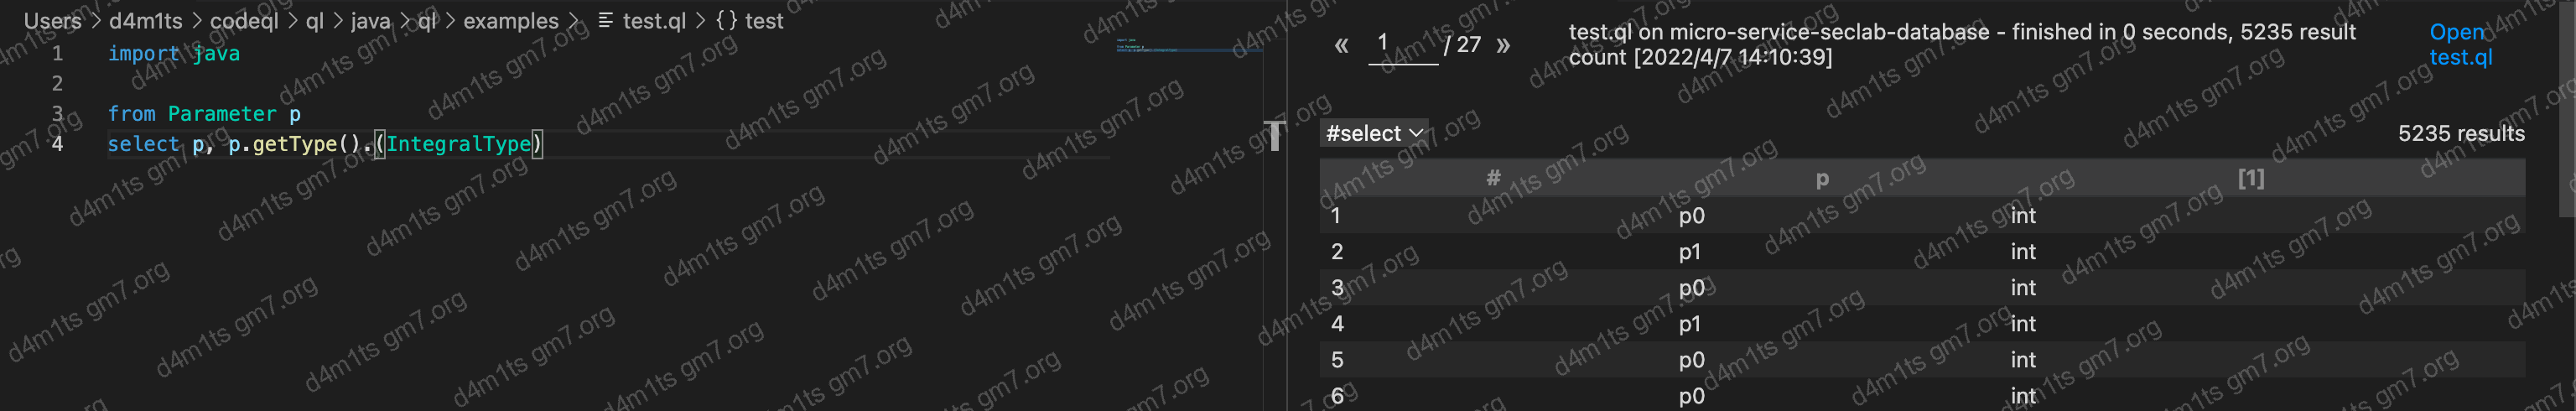 Users > d4m1ts > codeql > ql > java > ql > examples > test.ql > {} test
1 import java
2
3 from Parameter p
4 select p, p.getType().(IntegralType)
« 1 / 27 »
test.ql on micro-service-seclab-database - finished in 0 seconds, 5235 result
count [2022/4/7 14:10:39]
Open
test.ql
#select
5235 results
# p [1]
1 p0 int
2 p1 int
3 p0 int
4 p1 int
5 p0 int
6 p0 int
d4m1ts gm7.org